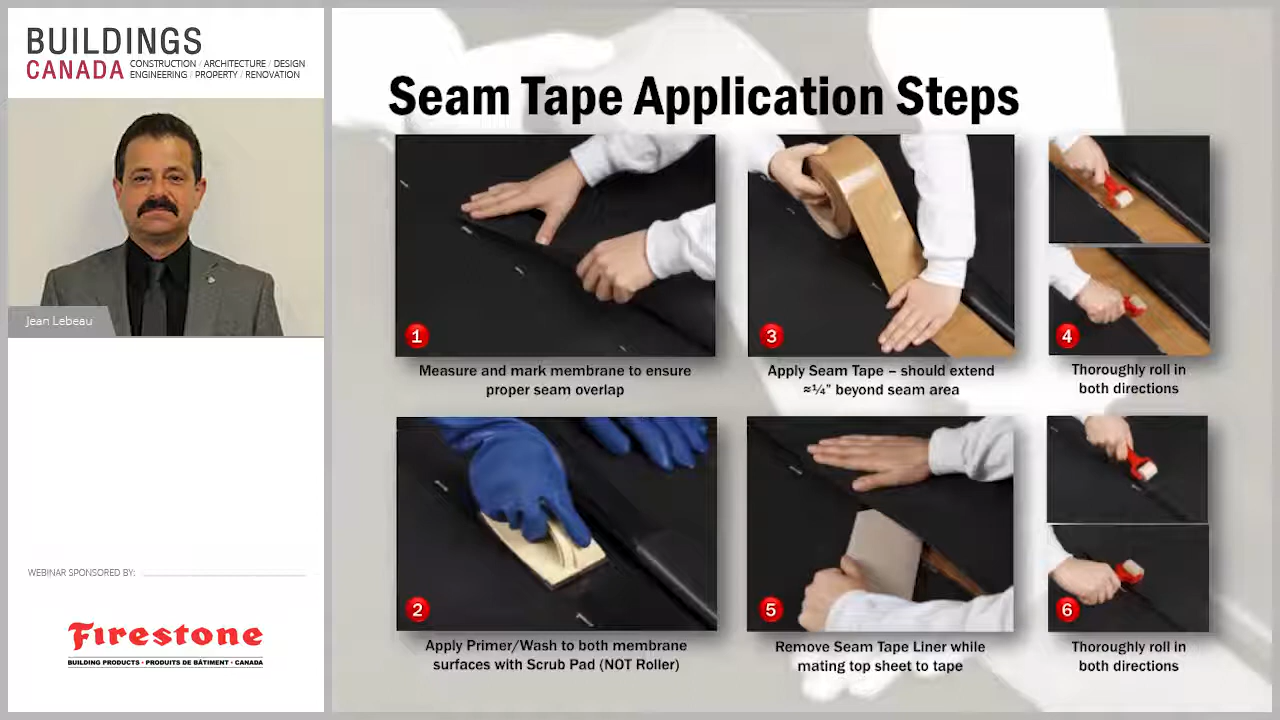 BUILDINGS
CANADA
CONSTRUCTION / ARCHITECTURE / DESIGN
ENGINEERING / PROPERTY / RENOVATION
Jean Lebeau
WEBINAR SPONSORED BY:
Firestone
BUILDING PRODUCTS • PRODUITS DE BÂTIMENT • CANADA
Seam Tape Application Steps
1
Measure and mark membrane to ensure
proper seam overlap
2
Apply Primer/Wash to both membrane
surfaces with Scrub Pad (NOT Roller)
3
Apply Seam Tape – should extend
≈¼” beyond seam area
4
Thoroughly roll in
both directions
5
Remove Seam Tape Liner while
mating top sheet to tape
6
Thoroughly roll in
both directions